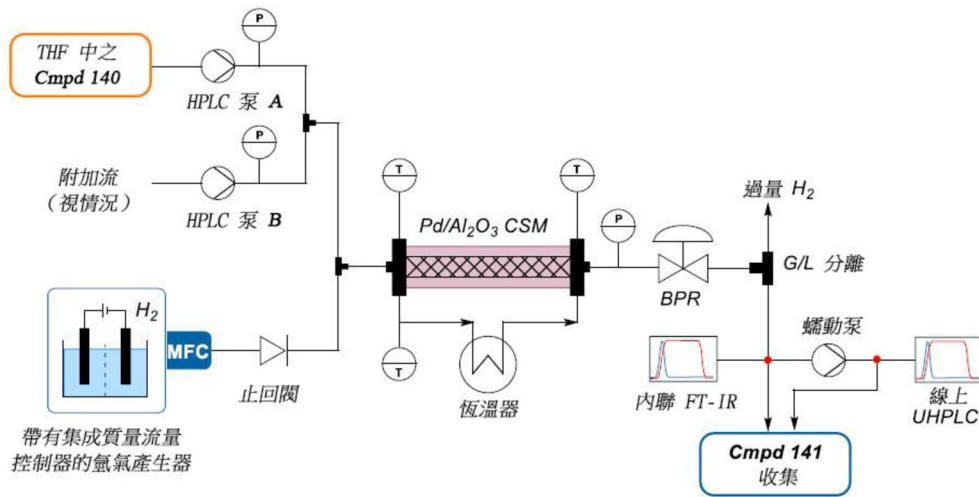 THF 中之
Cmpd 140
P
HPLC 泵 A
P
附加流
（視情況）
HPLC 泵 B
H2
MFC
止回閥
帶有集成質量流量
控制器的氫氣產生器
T
T
Pd/Al2O3 CSM
T
恆溫器
P
BPR
過量 H2
G/L 分離
蠕動泵
內聯 FT-IR
線上
UHPLC
Cmpd 141
收集